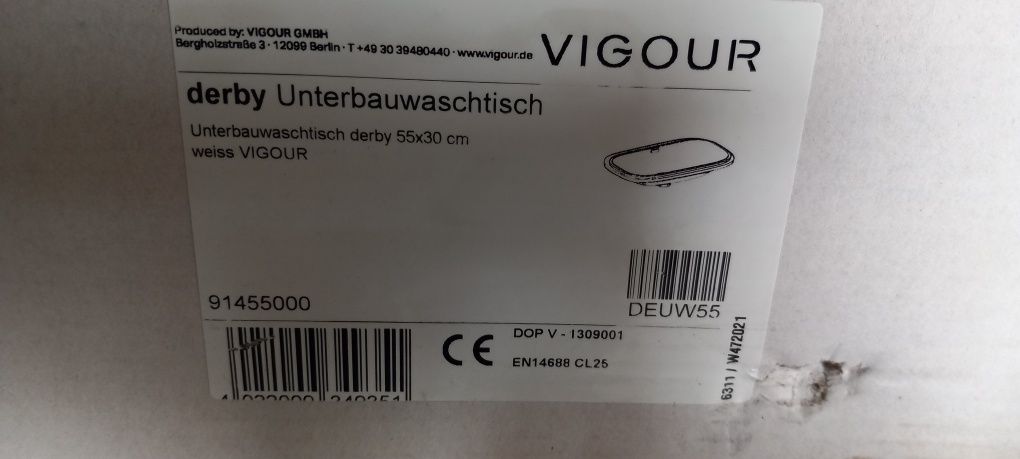 Produced by: VIGOUR GMBH
Bergholzstraße 3 · 12099 Berlin · T +49 30 39480440 · www.vigour.de
VIGOUR
derby Unterbauwaschtisch
Unterbauwaschtisch derby 55x30 cm
weiss VIGOUR
91455000
DEUW55
CE
DOP V - 1309001
EN14688 CL25
6311 / W472021